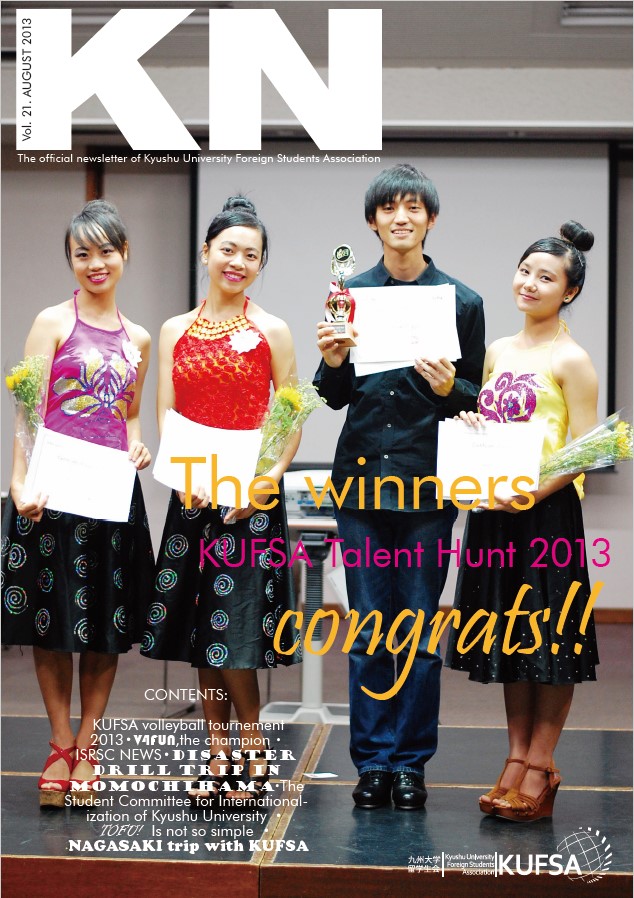 KN
Vol. 21. AUGUST 2013
The official newsletter of Kyushu University Foreign Students Association
The winners
KUFSA Talent Hunt 2013
congrats!!
CONTENTS:
KUFSA volleyball tournement
2013 • V4FUN,the champion •
ISRSC NEWS • DISASTER
DRILL TRIP IN
MOMOCHIHAMA •The
Student Committee for International-
ization of Kyushu University •
TOFU! Is not so simple •
NAGASAKI trip with KUFSA
九州大学
留学生会
Kyushu University
Foreign Students
Association
KUFSA